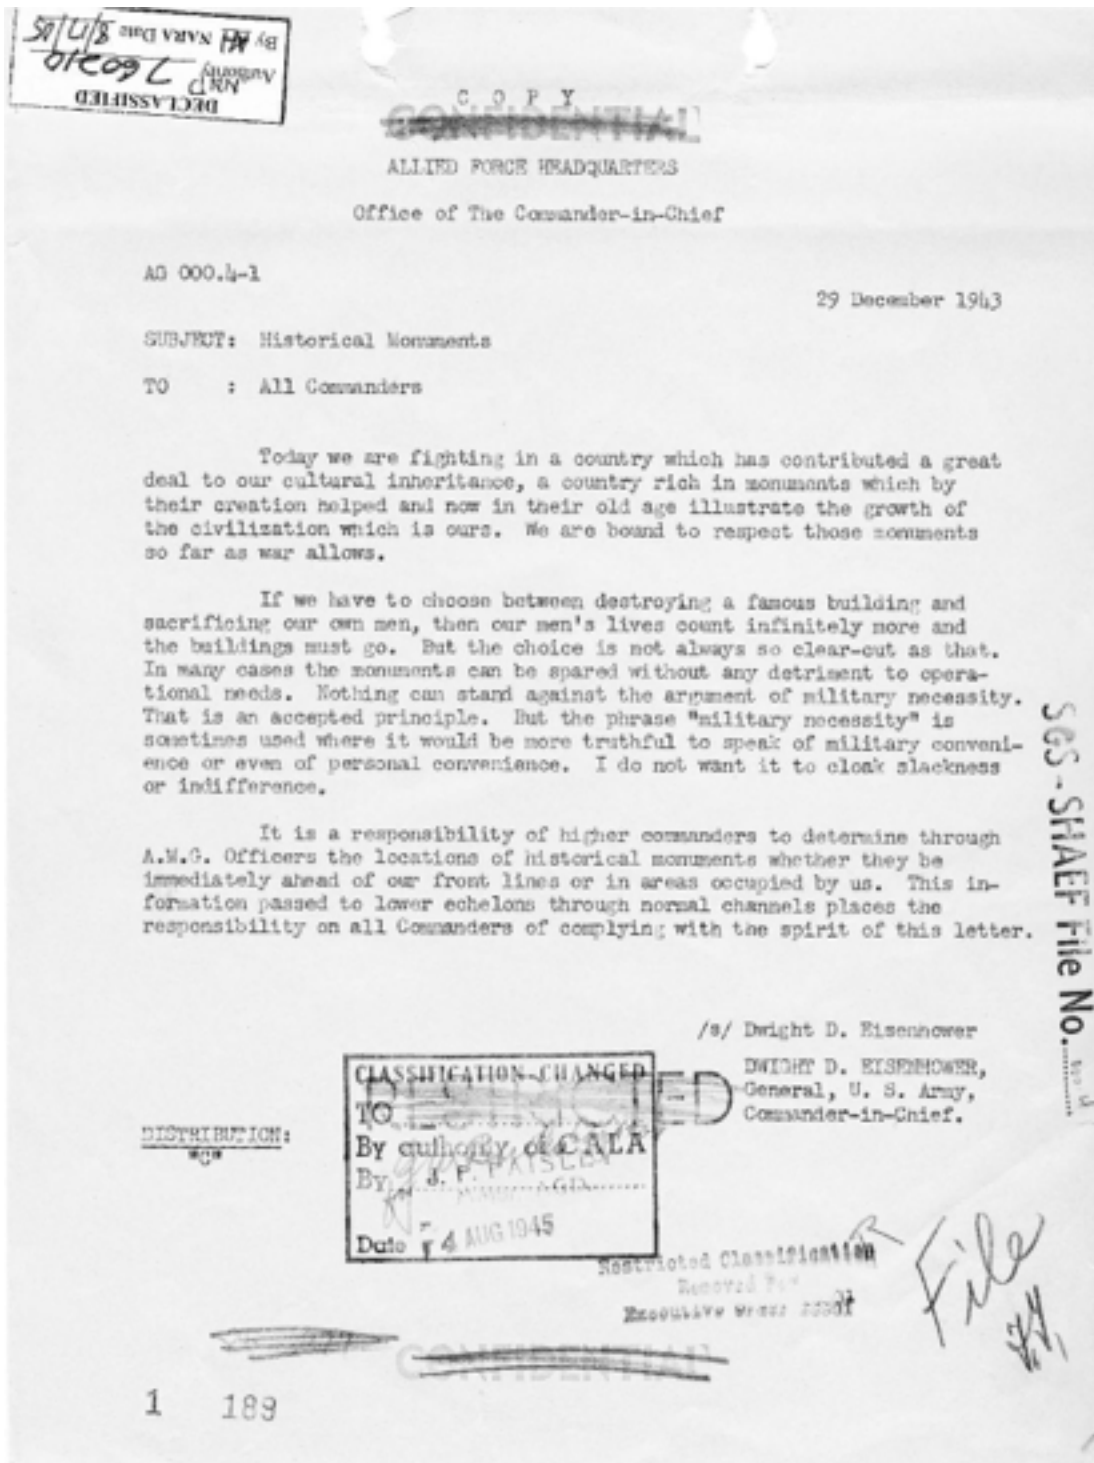 DECLASSIFIED
Authority NND 760210
By NARA Date
C O P Y
CONFIDENTIAL
ALLIED FORCE HEADQUARTERS
Office of The Commander-in-Chief
AG 000.4-1
29 December 1943
SUBJECT: Historical Monuments
TO : All Commanders
Today we are fighting in a country which has contributed a great
deal to our cultural inheritance, a country rich in monuments which by
their creation helped and now in their old age illustrate the growth of
the civilization which is ours. We are bound to respect those monuments
so far as war allows.
If we have to choose between destroying a famous building and
sacrificing our own men, then our men's lives count infinitely more and
the buildings must go. But the choice is not always so clear-cut as that.
In many cases the monuments can be spared without any detriment to opera-
tional needs. Nothing can stand against the argument of military necessity.
That is an accepted principle. But the phrase "military necessity" is
sometimes used where it would be more truthful to speak of military conveni-
ence or even of personal convenience. I do not want it to cloak slackness
or indifference.
It is a responsibility of higher commanders to determine through
A.M.G. Officers the locations of historical monuments whether they be
immediately ahead of our front lines or in areas occupied by us. This in-
formation passed to lower echelons through normal channels places the
responsibility on all Commanders of complying with the spirit of this letter.
SGS-SHAEF File No.
/s/ Dwight D. Eisenhower
DWIGHT D. EISENHOWER,
General, U. S. Army,
Commander-in-Chief.
DISTRIBUTION:
"C"
CLASSIFICATION CHANGED
TO
By authority of CALA
By J. F.
Date 4 AUG 1945
Restricted Classification
Removed Per
Executive Order
File
CONFIDENTIAL
1 189